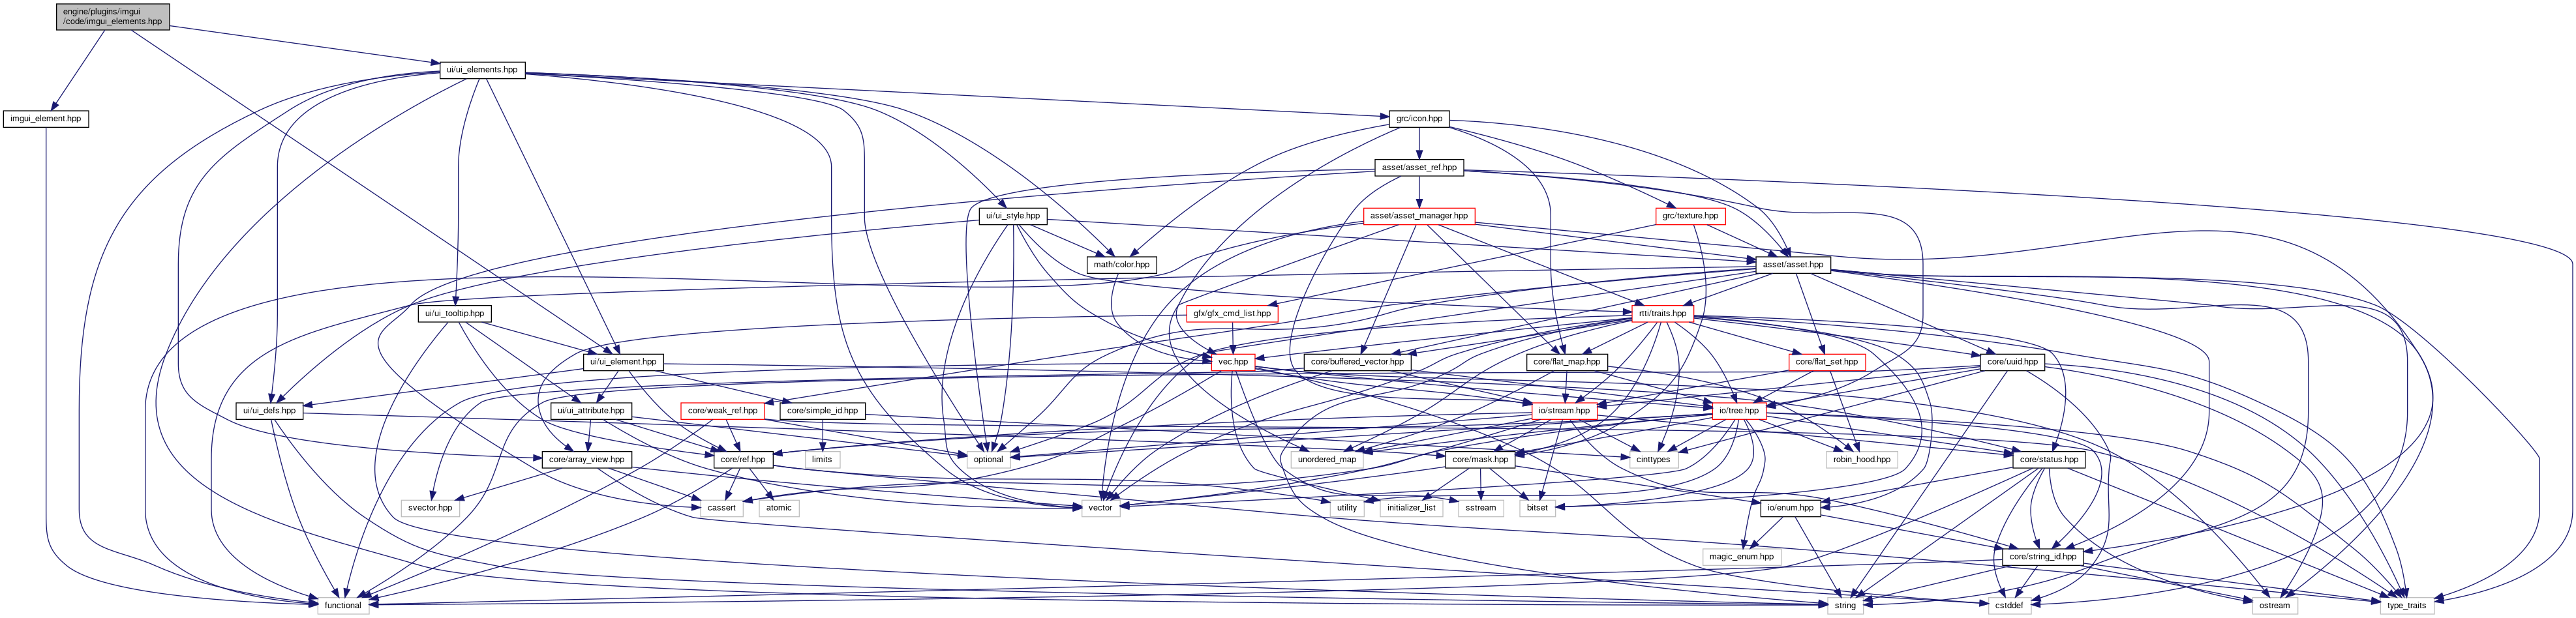 engine/plugins/imgui
/code/imgui_elements.hpp
ui/ui_elements.hpp
imgui_element.hpp
grc/icon.hpp
asset/asset_ref.hpp
ui/ui_style.hpp
asset/asset_manager.hpp
grc/texture.hpp
math/color.hpp
asset/asset.hpp
ui/ui_tooltip.hpp
gfx/gfx_cmd_list.hpp
rtti/traits.hpp
ui/ui_element.hpp
vec.hpp
core/buffered_vector.hpp
core/flat_map.hpp
core/flat_set.hpp
core/uuid.hpp
ui/ui_defs.hpp
ui/ui_attribute.hpp
core/weak_ref.hpp
core/simple_id.hpp
io/stream.hpp
io/tree.hpp
core/array_view.hpp
core/ref.hpp
limits
optional
unordered_map
core/mask.hpp
cinttypes
robin_hood.hpp
core/status.hpp
svector.hpp
cassert
atomic
vector
utility
initializer_list
sstream
bitset
io/enum.hpp
magic_enum.hpp
core/string_id.hpp
functional
string
cstddef
ostream
type_traits